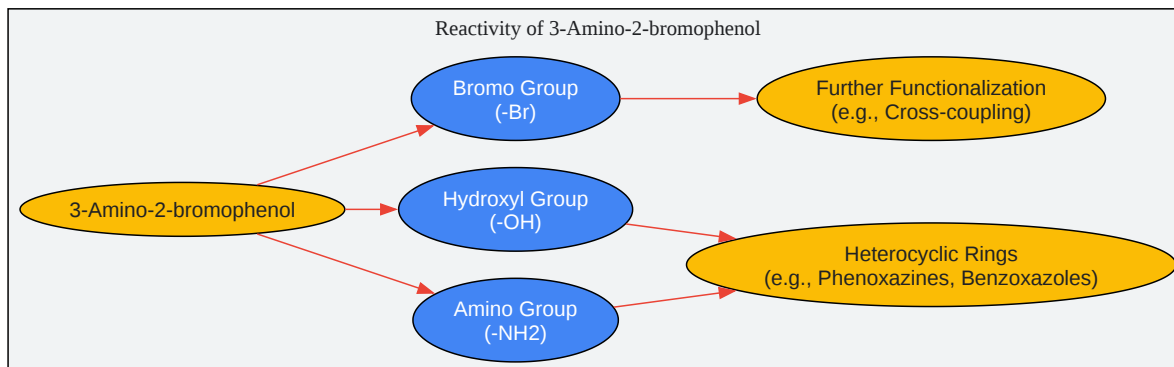 Reactivity of 3-Amino-2-bromophenol
Bromo Group
(-Br)
Further Functionalization
(e.g., Cross-coupling)
3-Amino-2-bromophenol
Hydroxyl Group
(-OH)
Heterocyclic Rings
(e.g., Phenoxazines, Benzoxazoles)
Amino Group
(-NH2)